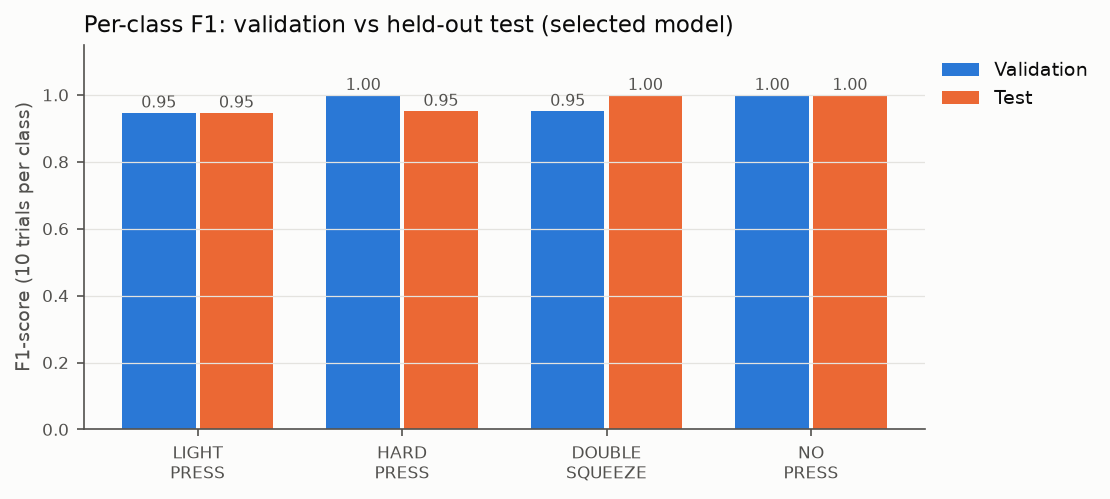 Per-class F1: validation vs held-out test (selected model)
Validation
Test
F1-score (10 trials per class)
1.0
0.8
0.6
0.4
0.2
0.0
0.95
0.95
1.00
0.95
0.95
1.00
1.00
1.00
LIGHT
PRESS
HARD
PRESS
DOUBLE
SQUEEZE
NO
PRESS